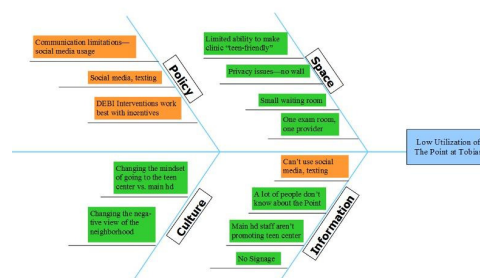 Communication limitations—
social media usage
Social media, texting
DEBI Interventions work
best with incentives
Policy
Limited ability to make
clinic "teen-friendly"
Privacy issues—no wall
Small waiting room
One exam room,
one provider
Space
Low Utilization of
The Point at Tobias
Changing the mindset
of going to the teen
center vs. main hd
Changing the nega-
tive view of the
neighborhood
Culture
Can't use social
media, texting
A lot of people don't
know about the Point
Main hd staff aren't
promoting teen center
No Signage
Information